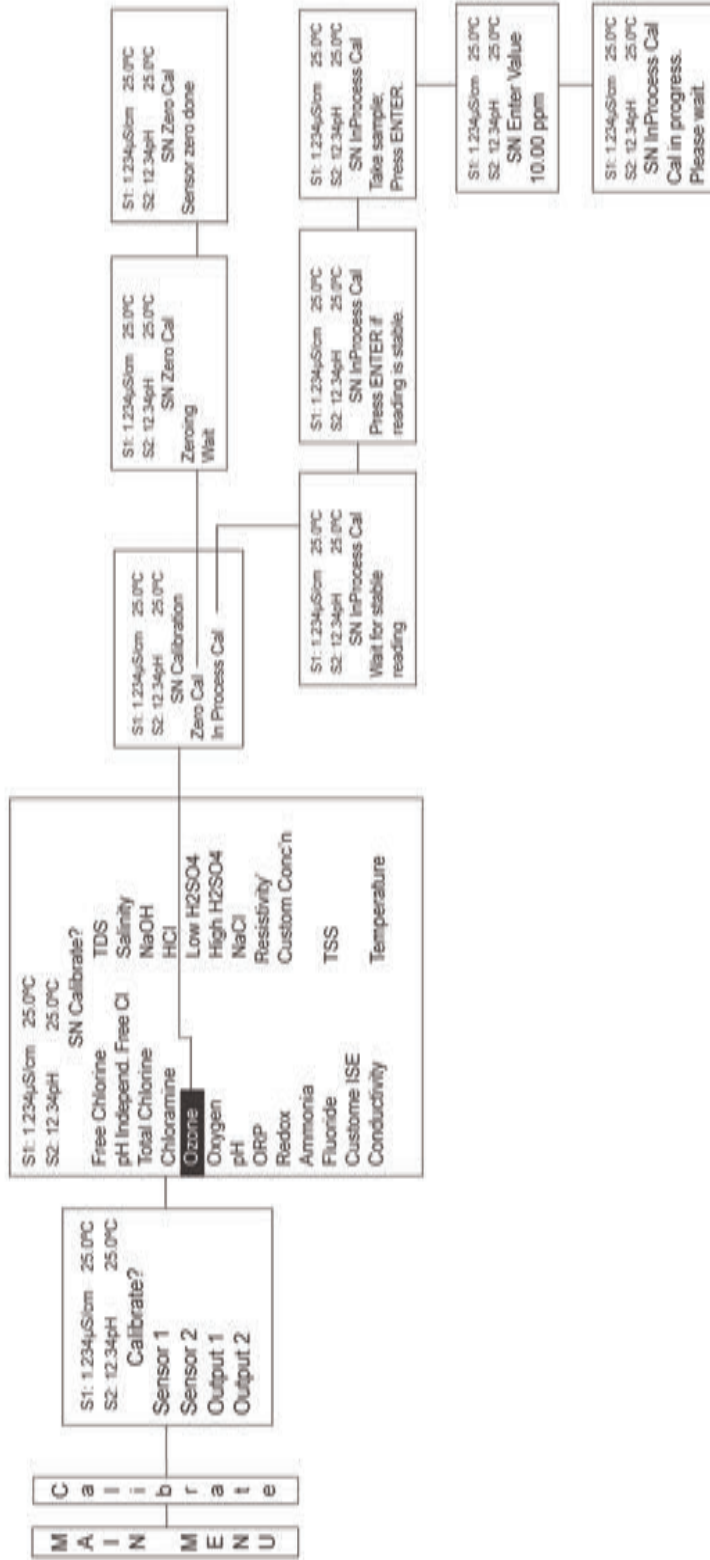 MAIN MENU
Calibrate
S1: 1.234µS/cm 25.0ºC
S2: 12.34pH 25.0ºC
Calibrate?
Sensor 1
Sensor 2
Output 1
Output 2
S1: 1.234µS/cm 25.0ºC
S2: 12.34pH 25.0ºC
SN Calibrate?
Free Chlorine TDS
pH Independ. Free Cl Salinity
Total Chlorine NaOH
Chloramine HCl
Ozone Low H2SO4
Oxygen High H2SO4
pH NaCl
ORP Resistivity
Redox Custom Conc'n
Ammonia
Fluoride TSS
Custome ISE
Conductivity Temperature
S1: 1.234µS/cm 25.0ºC
S2: 12.34pH 25.0ºC
SN Calibration
Zero Cal
In Process Cal
S1: 1.234µS/cm 25.0ºC
S2: 12.34pH 25.0ºC
SN Zero Cal
Zeroing
Wait
S1: 1.234µS/cm 25.0ºC
S2: 12.34pH 25.0ºC
SN Zero Cal
Sensor zero done
S1: 1.234µS/cm 25.0ºC
S2: 12.34pH 25.0ºC
SN InProcess Cal
Wait for stable
reading
S1: 1.234µS/cm 25.0ºC
S2: 12.34pH 25.0ºC
SN InProcess Cal
Press ENTER if
reading is stable.
S1: 1.234µS/cm 25.0ºC
S2: 12.34pH 25.0ºC
SN InProcess Cal
Take sample.
Press ENTER.
S1: 1.234µS/cm 25.0ºC
S2: 12.34pH 25.0ºC
SN Enter Value
10.00 ppm
S1: 1.234µS/cm 25.0ºC
S2: 12.34pH 25.0ºC
SN InProcess Cal
Cal in progress.
Please wait.